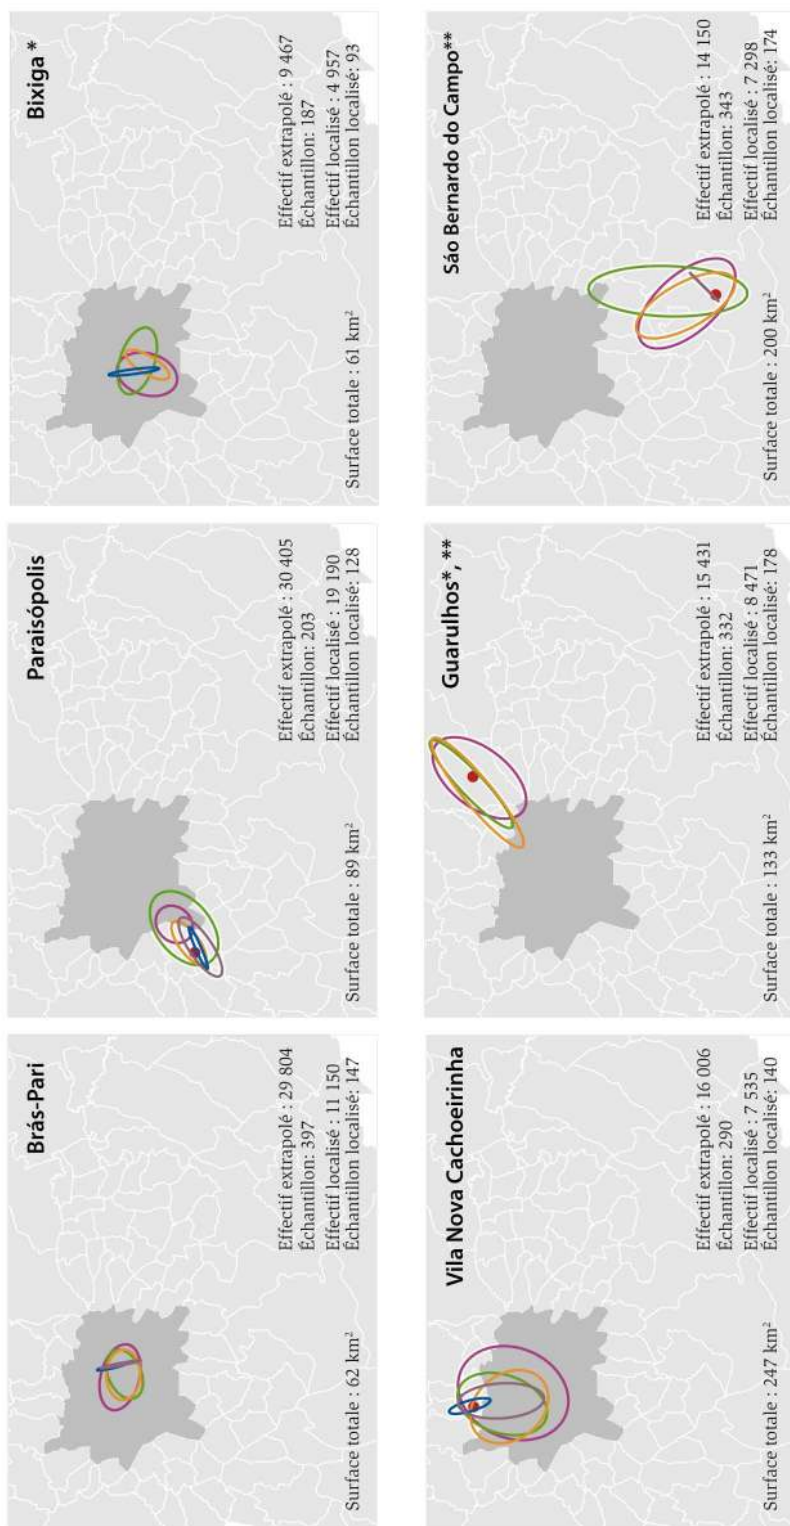 Brás-Pari
Effectif extrapolé : 29 804
Échantillon: 397
Effectif localisé : 11 150
Échantillon localisé: 147
Surface totale : 62 km²
Paraisópolis
Effectif extrapolé : 30 405
Échantillon: 203
Effectif localisé : 19 190
Échantillon localisé: 128
Surface totale : 89 km²
Bixiga *
Effectif extrapolé : 9 467
Échantillon: 187
Effectif localisé : 4 957
Échantillon localisé: 93
Surface totale : 61 km²
Vila Nova Cachoeirinha
Effectif extrapolé : 16 006
Échantillon: 290
Effectif localisé : 7 535
Échantillon localisé: 140
Surface totale : 247 km²
Guarulhos*, **
Effectif extrapolé : 15 431
Échantillon: 332
Effectif localisé : 8 471
Échantillon localisé: 178
Surface totale : 133 km²
Sáo Bernardo do Campo**
Effectif extrapolé : 14 150
Échantillon: 343
Effectif localisé : 7 298
Échantillon localisé: 174
Surface totale : 200 km²